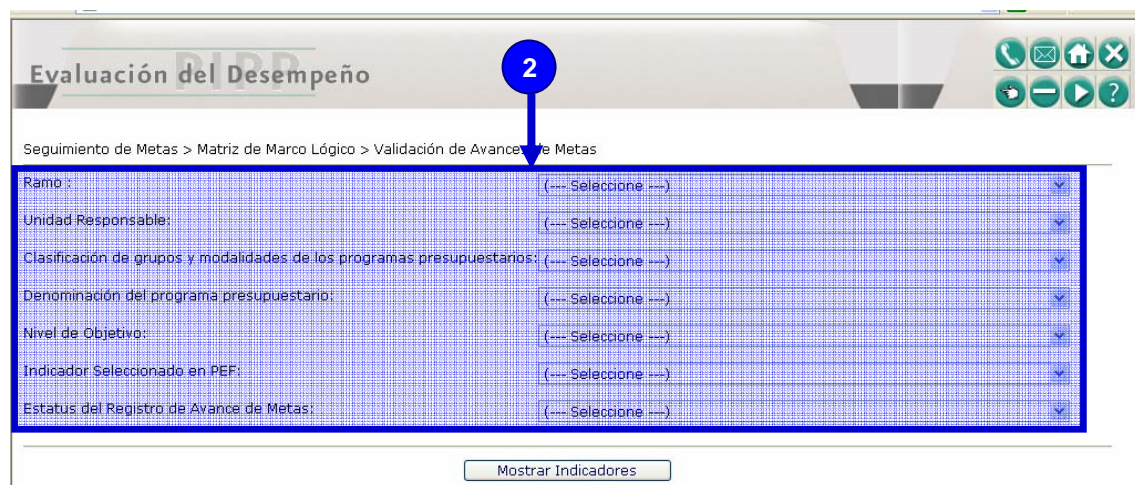 PIPP
Evaluación del Desempeño
2
?
Seguimiento de Metas > Matriz de Marco Lógico > Validación de Avances de Metas
Ramo : (--- Seleccione ---)
Unidad Responsable: (--- Seleccione ---)
Clasificación de grupos y modalidades de los programas presupuestarios: (--- Seleccione ---)
Denominación del programa presupuestario: (--- Seleccione ---)
Nivel de Objetivo: (--- Seleccione ---)
Indicador Seleccionado en PEF: (--- Seleccione ---)
Estatus del Registro de Avance de Metas: (--- Seleccione ---)
Mostrar Indicadores